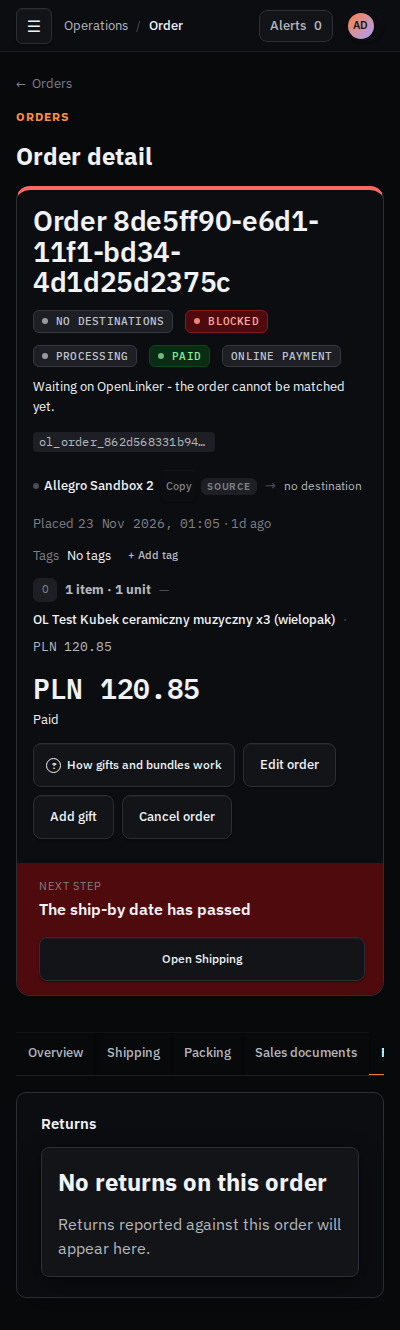 ☰ Operations / Order Alerts 0 AD
← Orders
ORDERS
Order detail
Order 8de5ff90-e6d1-
11f1-bd34-
4d1d25d2375c
NO DESTINATIONS BLOCKED
PROCESSING PAID ONLINE PAYMENT
Waiting on OpenLinker - the order cannot be matched
yet.
ol_order_862d568331b94…
Allegro Sandbox 2 Copy SOURCE → no destination
Placed 23 Nov 2026, 01:05 · 1d ago
Tags No tags + Add tag
O 1 item · 1 unit —
OL Test Kubek ceramiczny muzyczny x3 (wielopak) ·
PLN 120.85
PLN 120.85
Paid
How gifts and bundles work Edit order
Add gift Cancel order
NEXT STEP
The ship-by date has passed
Open Shipping
Overview Shipping Packing Sales documents
Returns
No returns on this order
Returns reported against this order will
appear here.